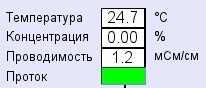 Температура 24.7 °C
Концентрация 0.00 %
Проводимость 1.2 мСм/см
Проток